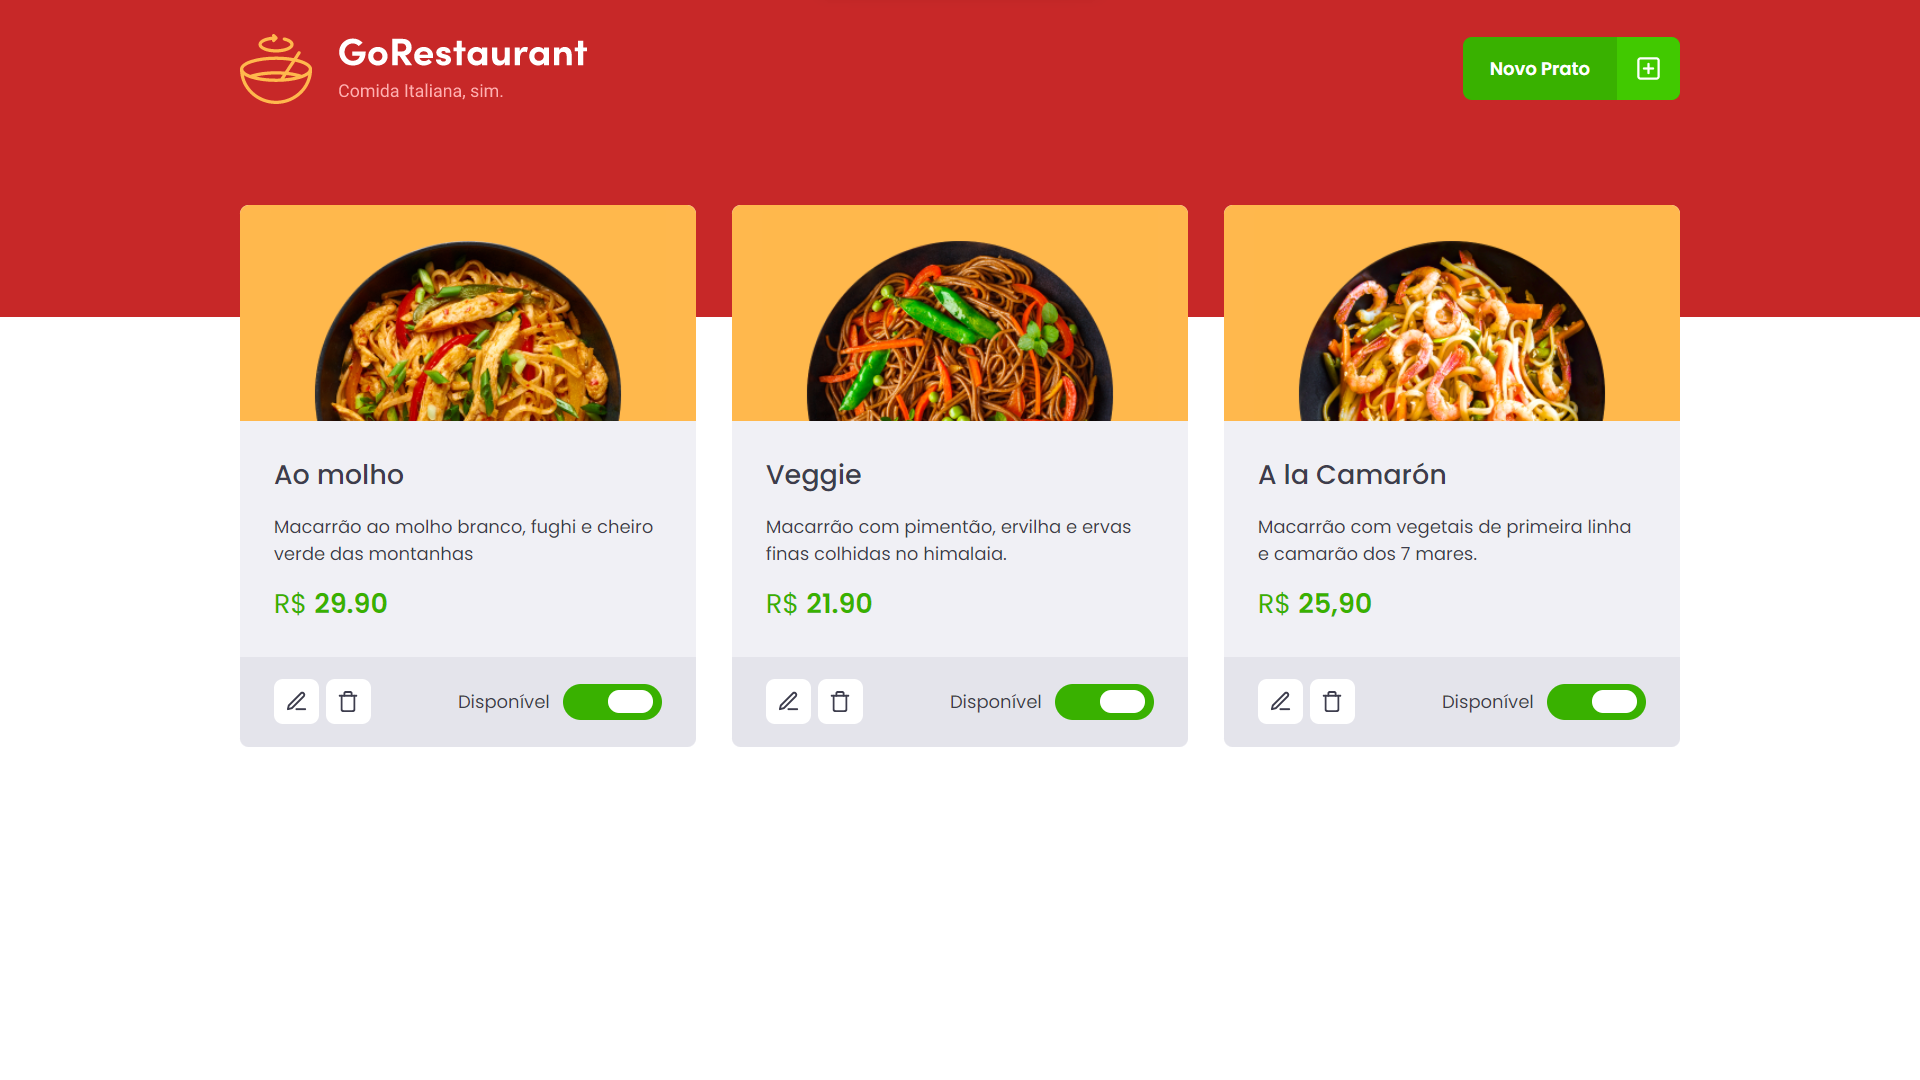 GoRestaurant
Comida Italiana, sim.
Novo Prato
Ao molho
Macarrão ao molho branco, fughi e cheiro
verde das montanhas
R$ 29.90
Disponível
Veggie
Macarrão com pimentão, ervilha e ervas
finas colhidas no himalaia.
R$ 21.90
Disponível
A la Camarón
Macarrão com vegetais de primeira linha
e camarão dos 7 mares.
R$ 25,90
Disponível